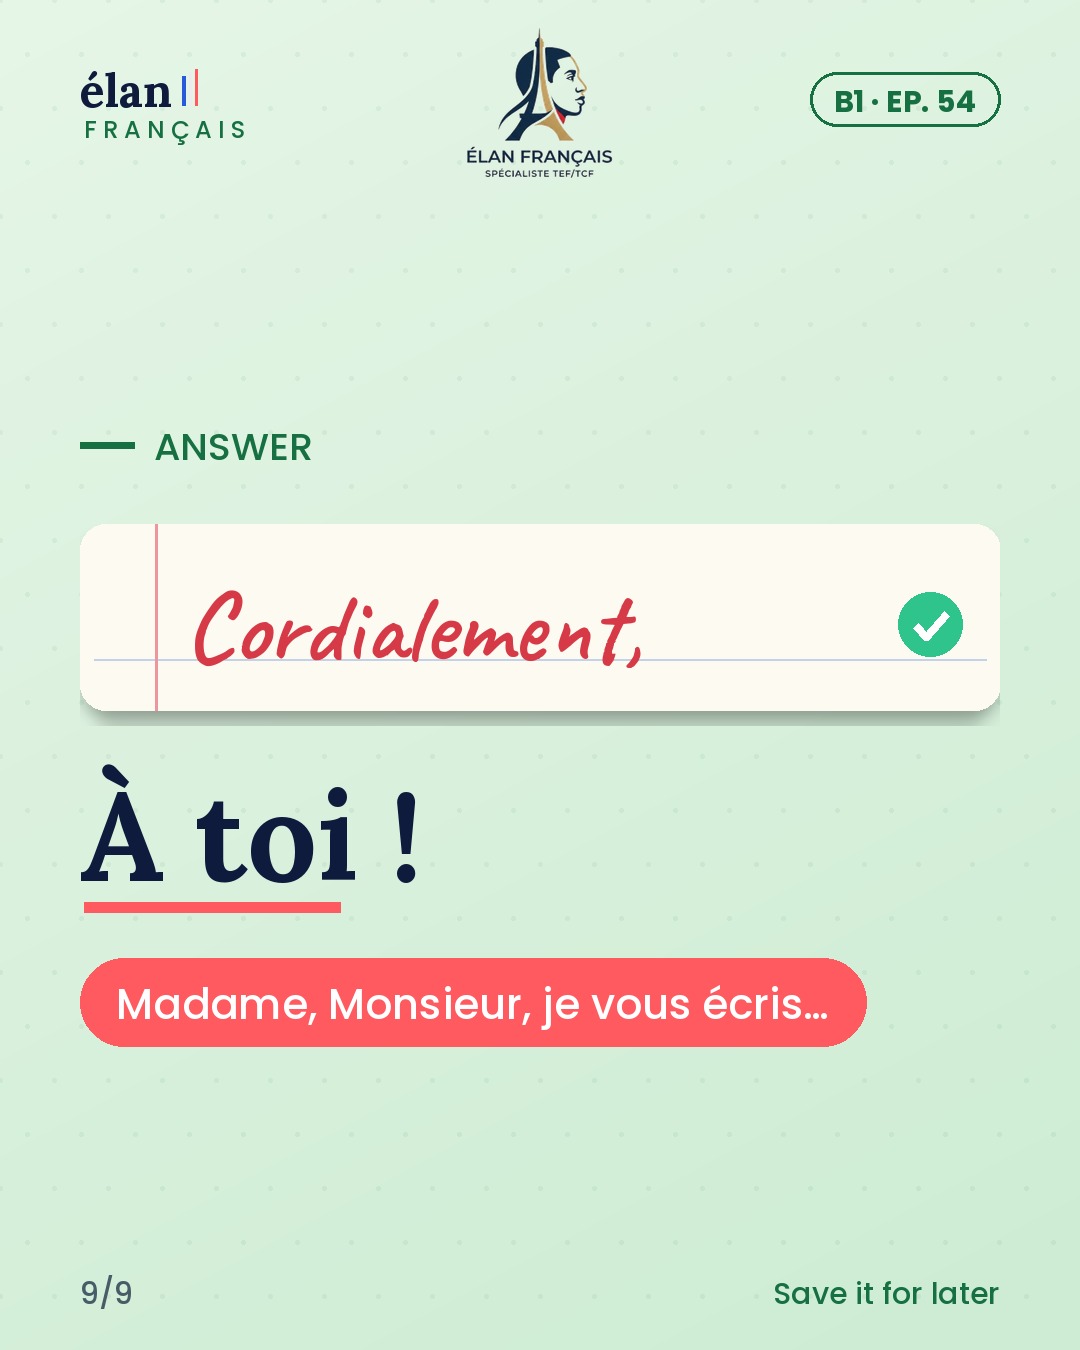 élan
FRANÇAIS
ÉLAN FRANÇAIS
SPÉCIALISTE TEF/TCF
B1 · EP. 54
ANSWER
Cordialement,
À toi !
Madame, Monsieur, je vous écris...
9/9
Save it for later